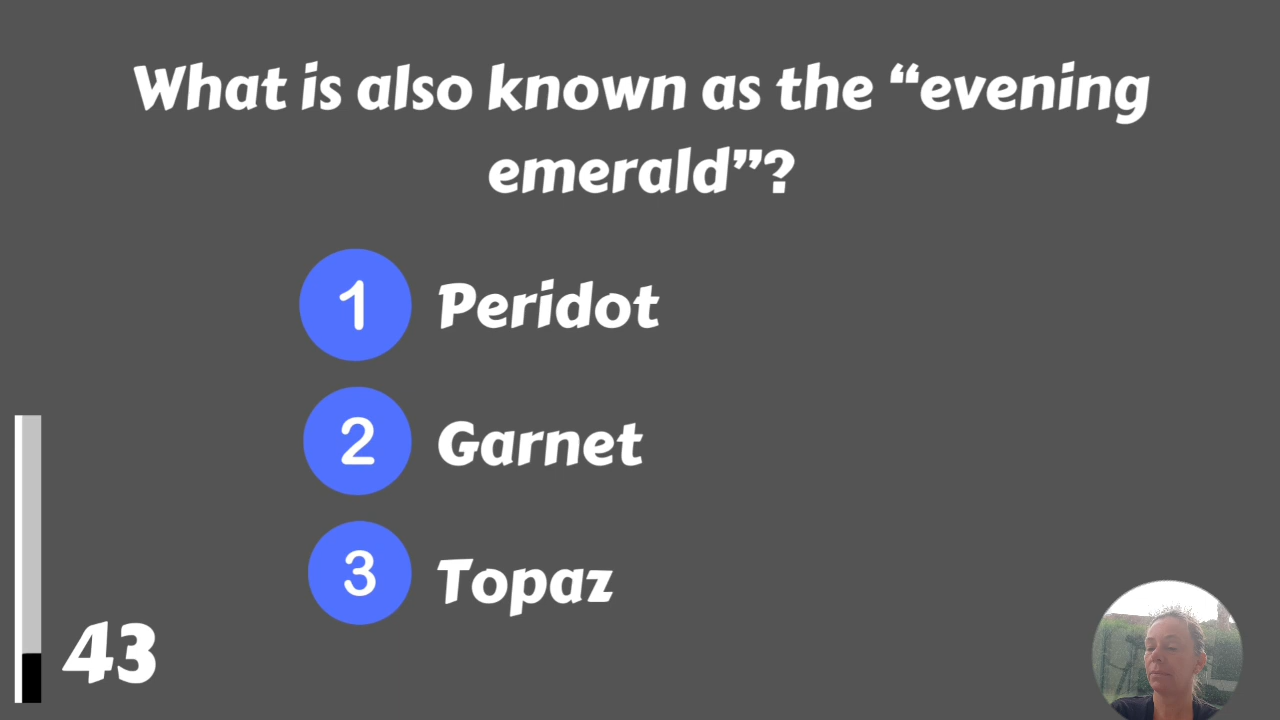 What is also known as the “evening
emerald”?
1 Peridot
2 Garnet
3 Topaz
43